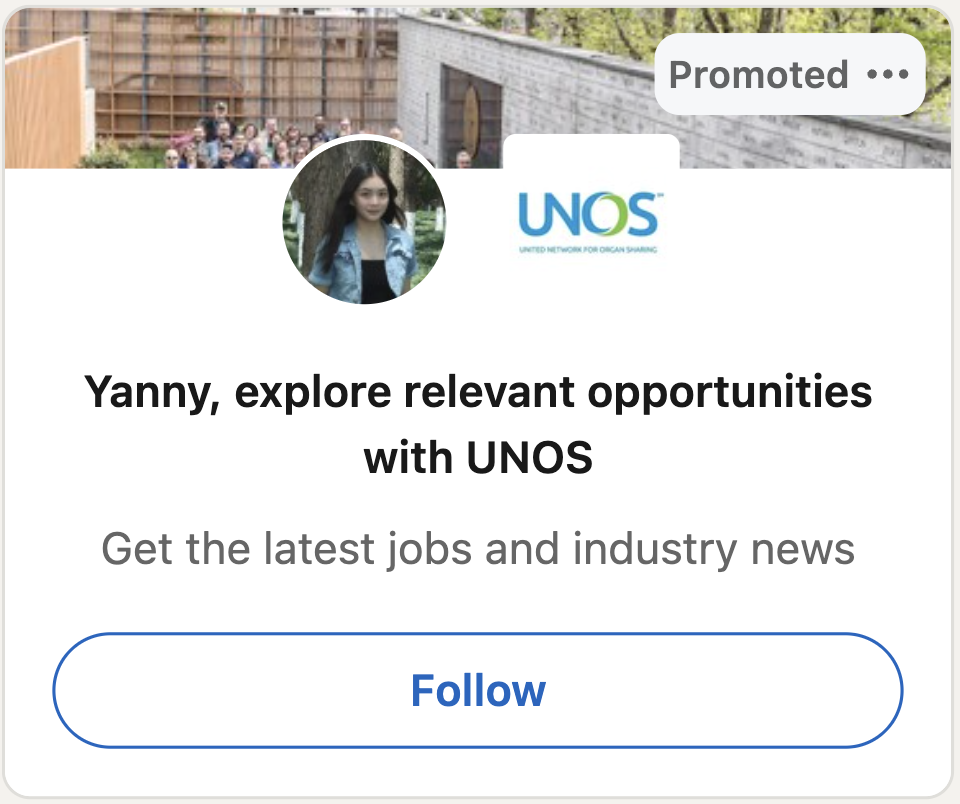 Promoted
UNOS
UNITED NETWORK FOR ORGAN SHARING
Yanny, explore relevant opportunities
with UNOS
Get the latest jobs and industry news
Follow